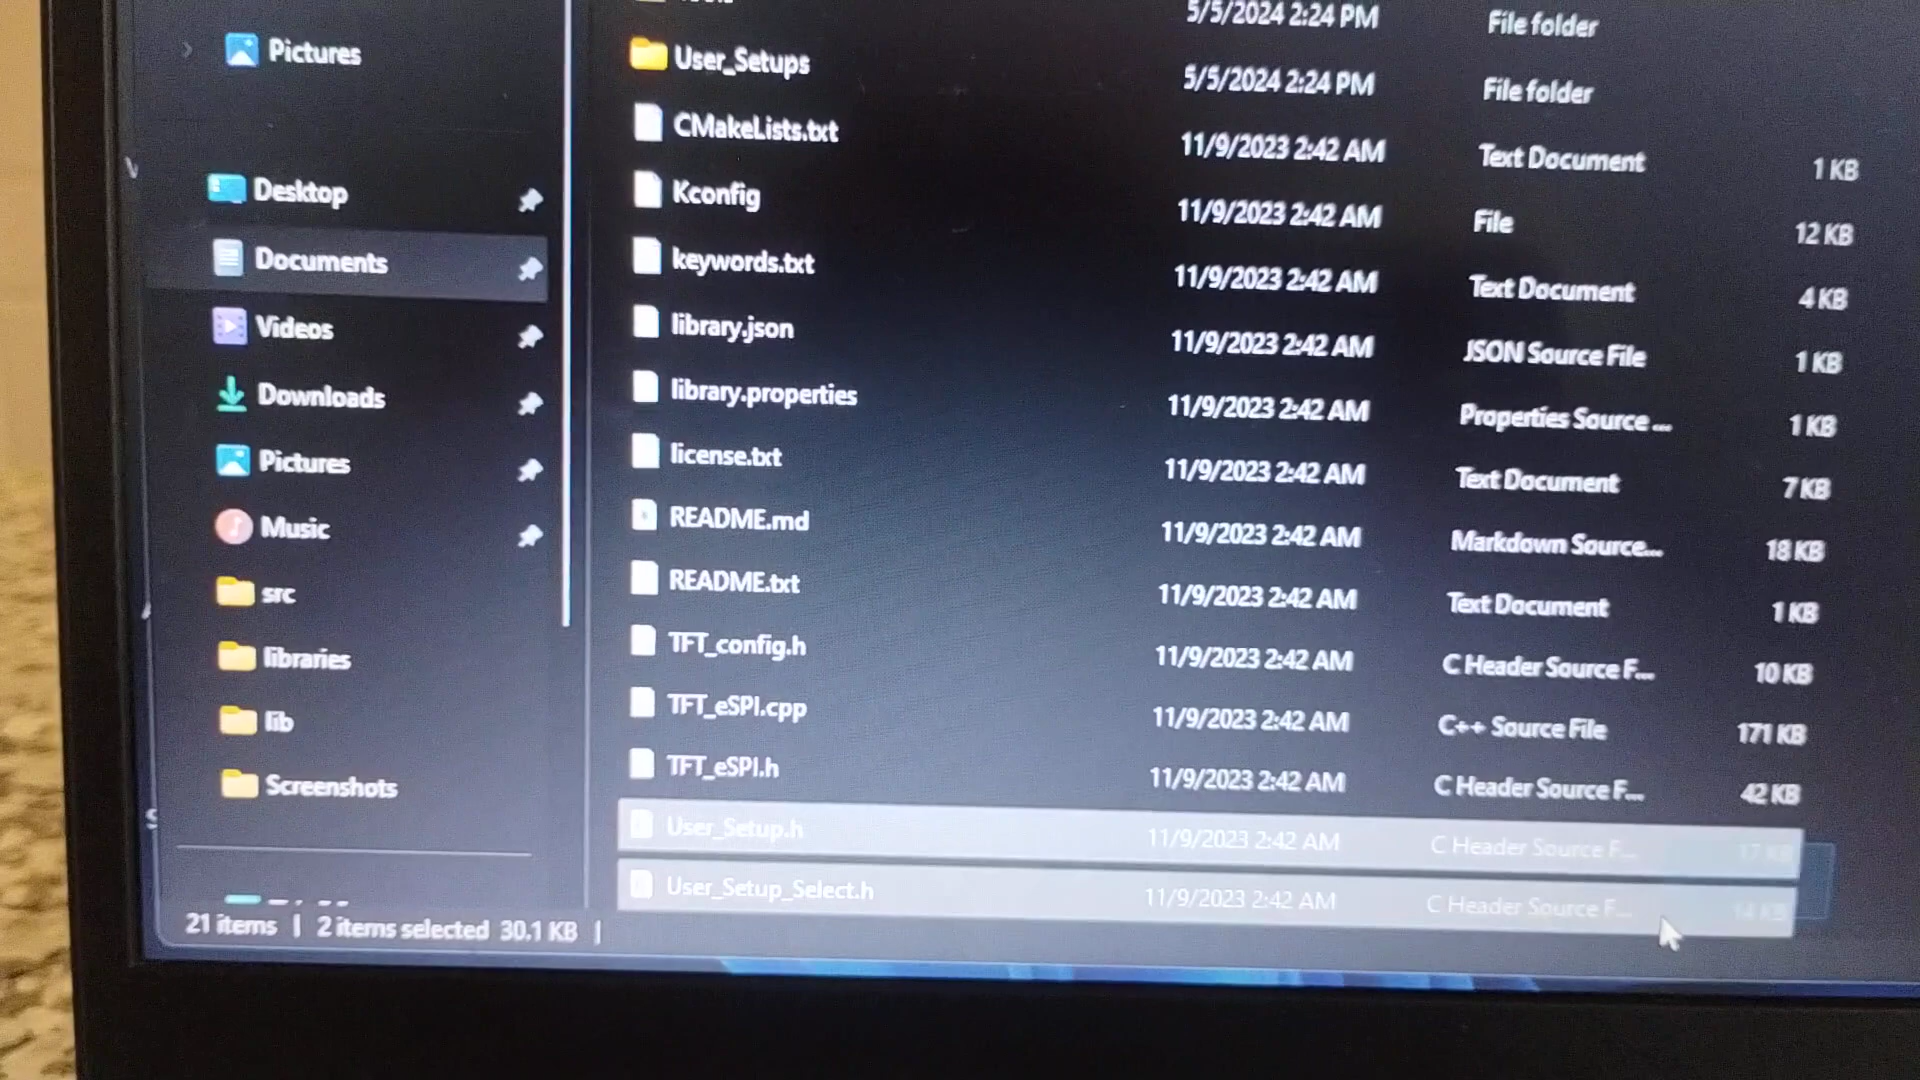 Pictures
Desktop
Documents
Videos
Downloads
Pictures
Music
src
libraries
lib
Screenshots
21 items | 2 items selected 30.1 KB |
5/5/2024 2:24 PM File folder
User_Setups 5/5/2024 2:24 PM File folder
CMakeLists.txt 11/9/2023 2:42 AM Text Document 1 KB
Kconfig 11/9/2023 2:42 AM File 12 KB
keywords.txt 11/9/2023 2:42 AM Text Document 4 KB
library.json 11/9/2023 2:42 AM JSON Source File 1 KB
library.properties 11/9/2023 2:42 AM Properties Source ... 1 KB
license.txt 11/9/2023 2:42 AM Text Document 7 KB
README.md 11/9/2023 2:42 AM Markdown Source... 18 KB
README.txt 11/9/2023 2:42 AM Text Document 1 KB
TFT_config.h 11/9/2023 2:42 AM C Header Source F... 10 KB
TFT_eSPI.cpp 11/9/2023 2:42 AM C++ Source File 171 KB
TFT_eSPI.h 11/9/2023 2:42 AM C Header Source F... 42 KB
User_Setup.h 11/9/2023 2:42 AM C Header Source F... 17 KB
User_Setup_Select.h 11/9/2023 2:42 AM C Header Source F... 14 KB